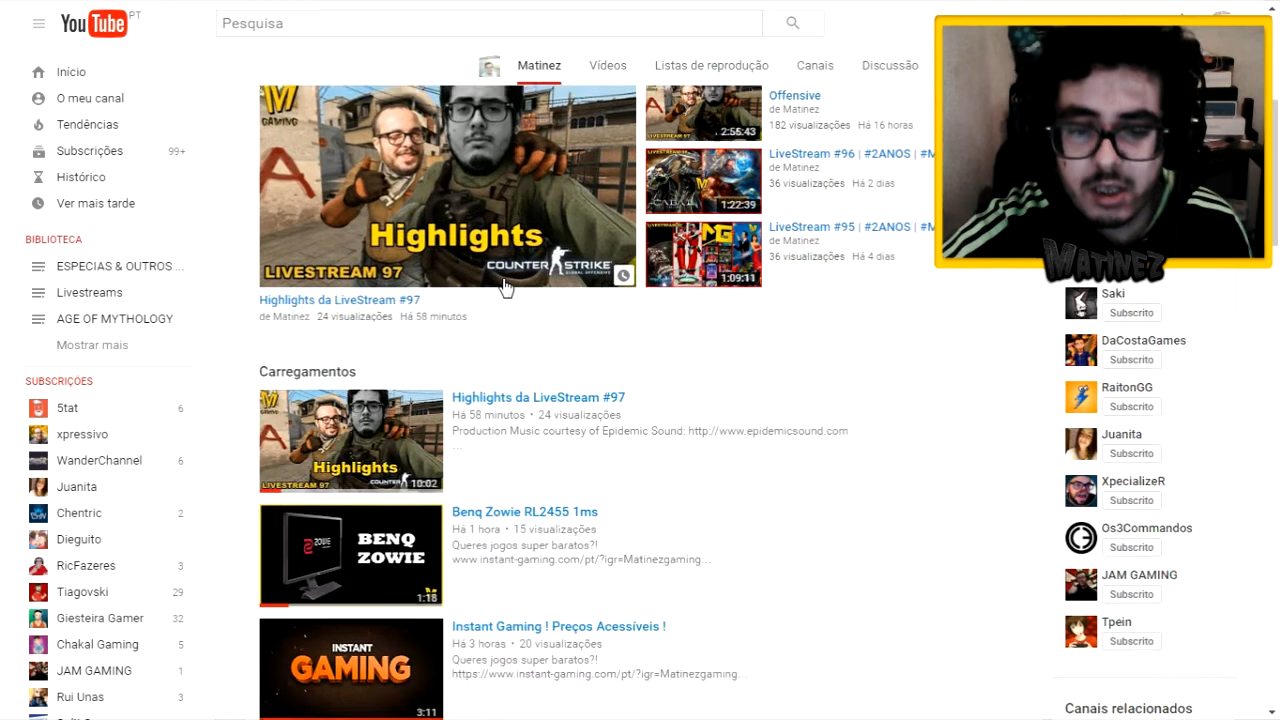 YouTube PT
Pesquisa
Início
O meu canal
Tendências
Subscrições 99+
Histórico
Ver mais tarde
BIBLIOTECA
ESPECIAS & OUTROS ...
Livestreams
AGE OF MYTHOLOGY
Mostrar mais
SUBSCRIÇÕES
5tat 6
xpressivo
WanderChannel 6
Juanita
Chentric 2
Dieguito
RicFazeres 3
Tiagovski 29
Giesteira Gamer 32
Chakal Gaming 5
JAM GAMING 1
Rui Unas 3
Matinez Vídeos Listas de reprodução Canais Discussão
GAMING
A
Highlights
LIVESTREAM 97
COUNTER STRIKE
GLOBAL OFFENSIVE
Highlights da LiveStream #97
de Matinez 24 visualizações Há 58 minutos
2:55:43
Offensive
de Matinez
182 visualizações Há 16 horas
1:22:39
LiveStream #96 | #2ANOS | #M
de Matinez
36 visualizações Há 2 dias
1:09:11
LiveStream #95 | #2ANOS | #M
de Matinez
36 visualizações Há 4 dias
MATINEZ
Carregamentos
Highlights
LIVESTREAM 97
COUNTER
10:02
Highlights da LiveStream #97
Há 58 minutos • 24 visualizações
Production Music courtesy of Epidemic Sound: http://www.epidemicsound.com
...
ZOWIE
BENQ
ZOWIE
1:18
Benq Zowie RL2455 1ms
Há 1 hora • 15 visualizações
Queres jogos super baratos?!
www.instant-gaming.com/pt/?igr=Matinezgaming...
INSTANT
GAMING
3:11
Instant Gaming ! Preços Acessíveis !
Há 3 horas • 20 visualizações
Queres jogos super baratos?!
https://www.instant-gaming.com/pt/?igr=Matinezgaming...
Saki
Subscrito
DaCostaGames
Subscrito
RaitonGG
Subscrito
Juanita
Subscrito
XpecializeR
Subscrito
Os3Commandos
Subscrito
JAM GAMING
Subscrito
Tpein
Subscrito
Canais relacionados